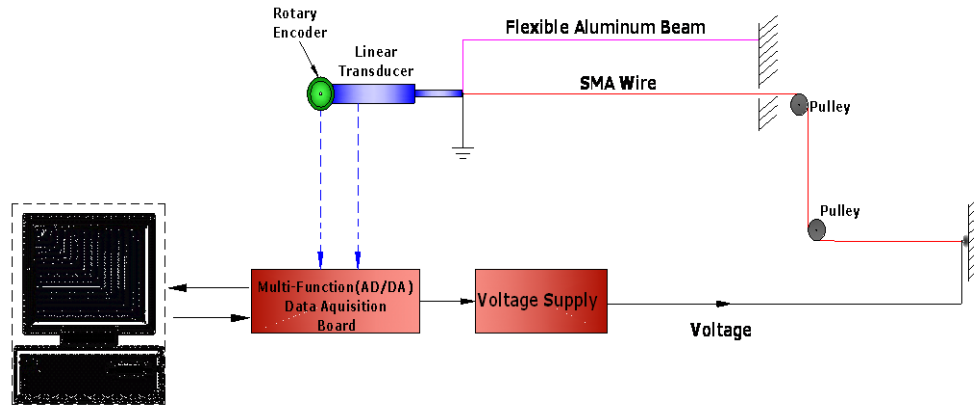 Flexible Aluminum Beam
Rotary
Encoder
Linear
Transducer
SMA Wire
Pulley
Pulley
Multi-Function(AD/DA)
Data Aquisition
Board
Voltage Supply
Voltage